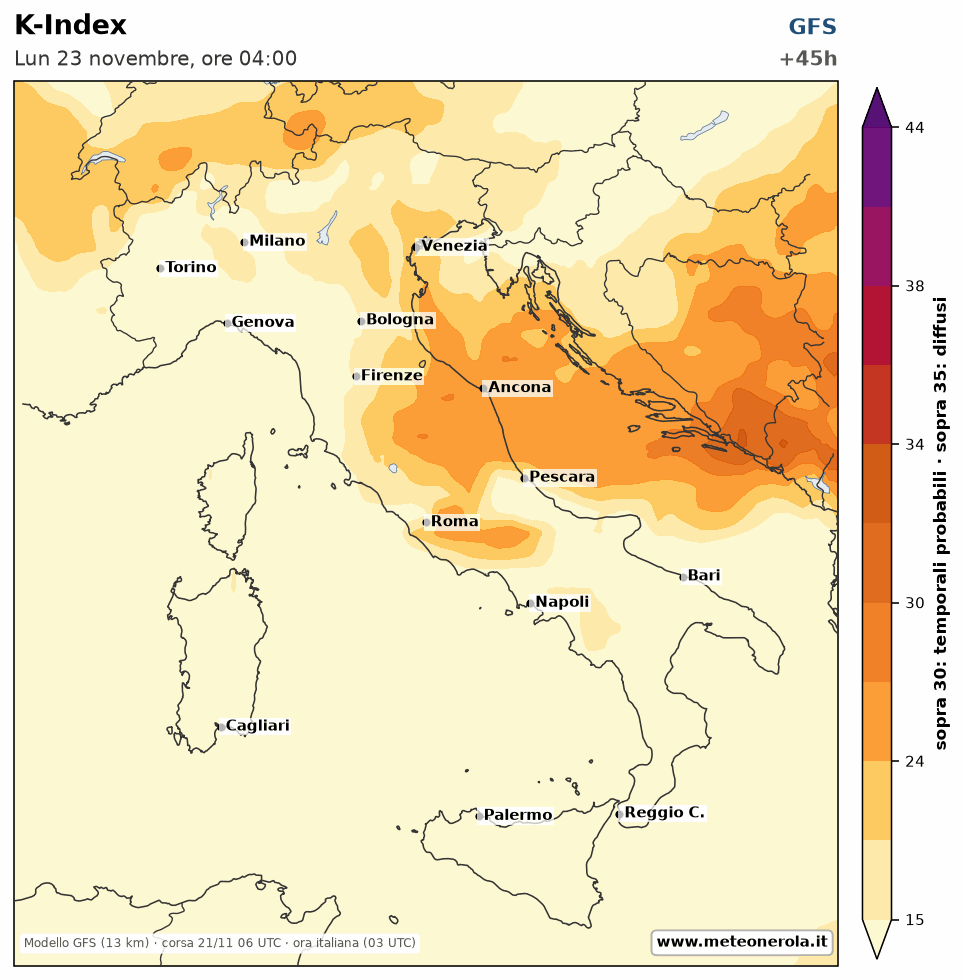 K-Index
GFS
Lun 23 novembre, ore 04:00
+45h
Milano
Venezia
Torino
Genova
Bologna
Firenze
Ancona
Pescara
Roma
Bari
Napoli
Cagliari
Palermo
Reggio C.
44
38
34
30
24
15
sopra 30: temporali probabili · sopra 35: diffusi
Modello GFS (13 km) · corsa 21/11 06 UTC · ora italiana (03 UTC)
www.meteonerola.it